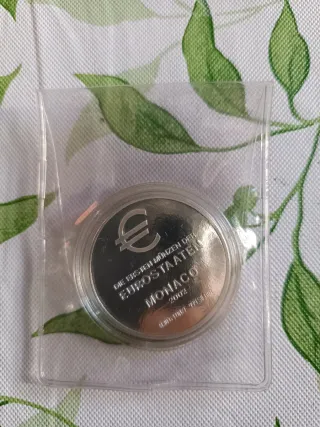 €
DIE ERSTEN MÜNZEN DER
EUROSTAATEN
MONACO
2002